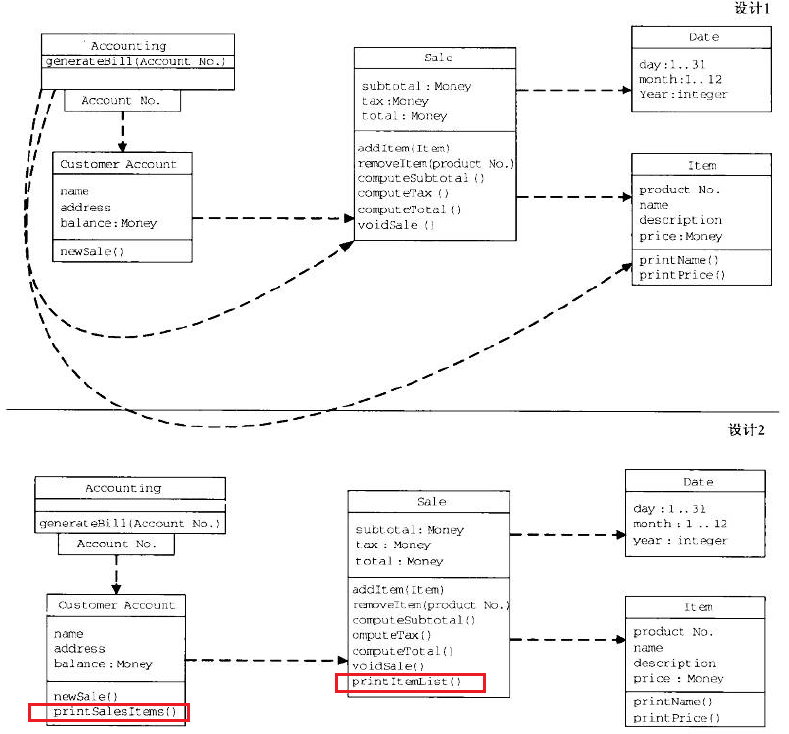 设计1
Accounting
generateBill(Account No.)
Account No.
Customer Account
name
address
balance:Money
newSale()
Sale
subtotal:Money
tax:Money
total:Money
addItem(Item)
removeItem(product No.)
computeSubtotal()
computeTax()
computeTotal()
voidSale()
Date
day:1..31
month:1..12
Year:integer
Item
product No.
name
description
price:Money
printName()
printPrice()
设计2
Accounting
generateBill(Account No.)
Account No.
Customer Account
name
address
balance:Money
newSale()
printSalesItems()
Sale
subtotal:Money
tax:Money
total:Money
addItem(Item)
removeItem(product No.)
computeSubtotal()
omputeTax()
computeTotal()
voidSale()
printItemList()
Date
day:1..31
month:1..12
year:integer
Item
product No.
name
description
price:Money
printName()
printPrice()